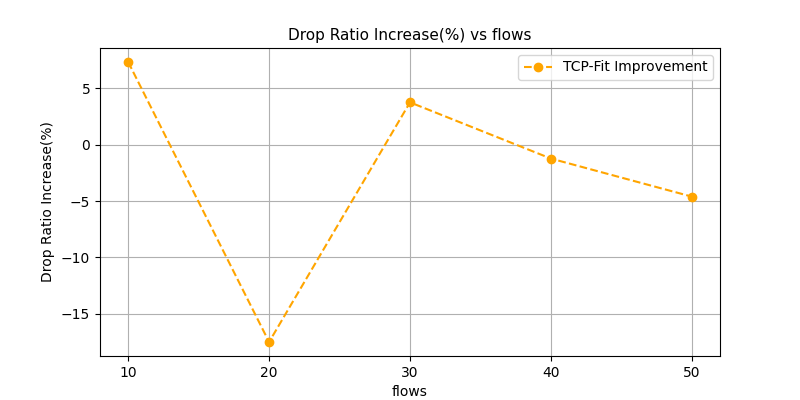 Drop Ratio Increase(%) vs flows
TCP-Fit Improvement
Drop Ratio Increase(%)
5
0
−5
−10
−15
10 20 30 40 50
flows